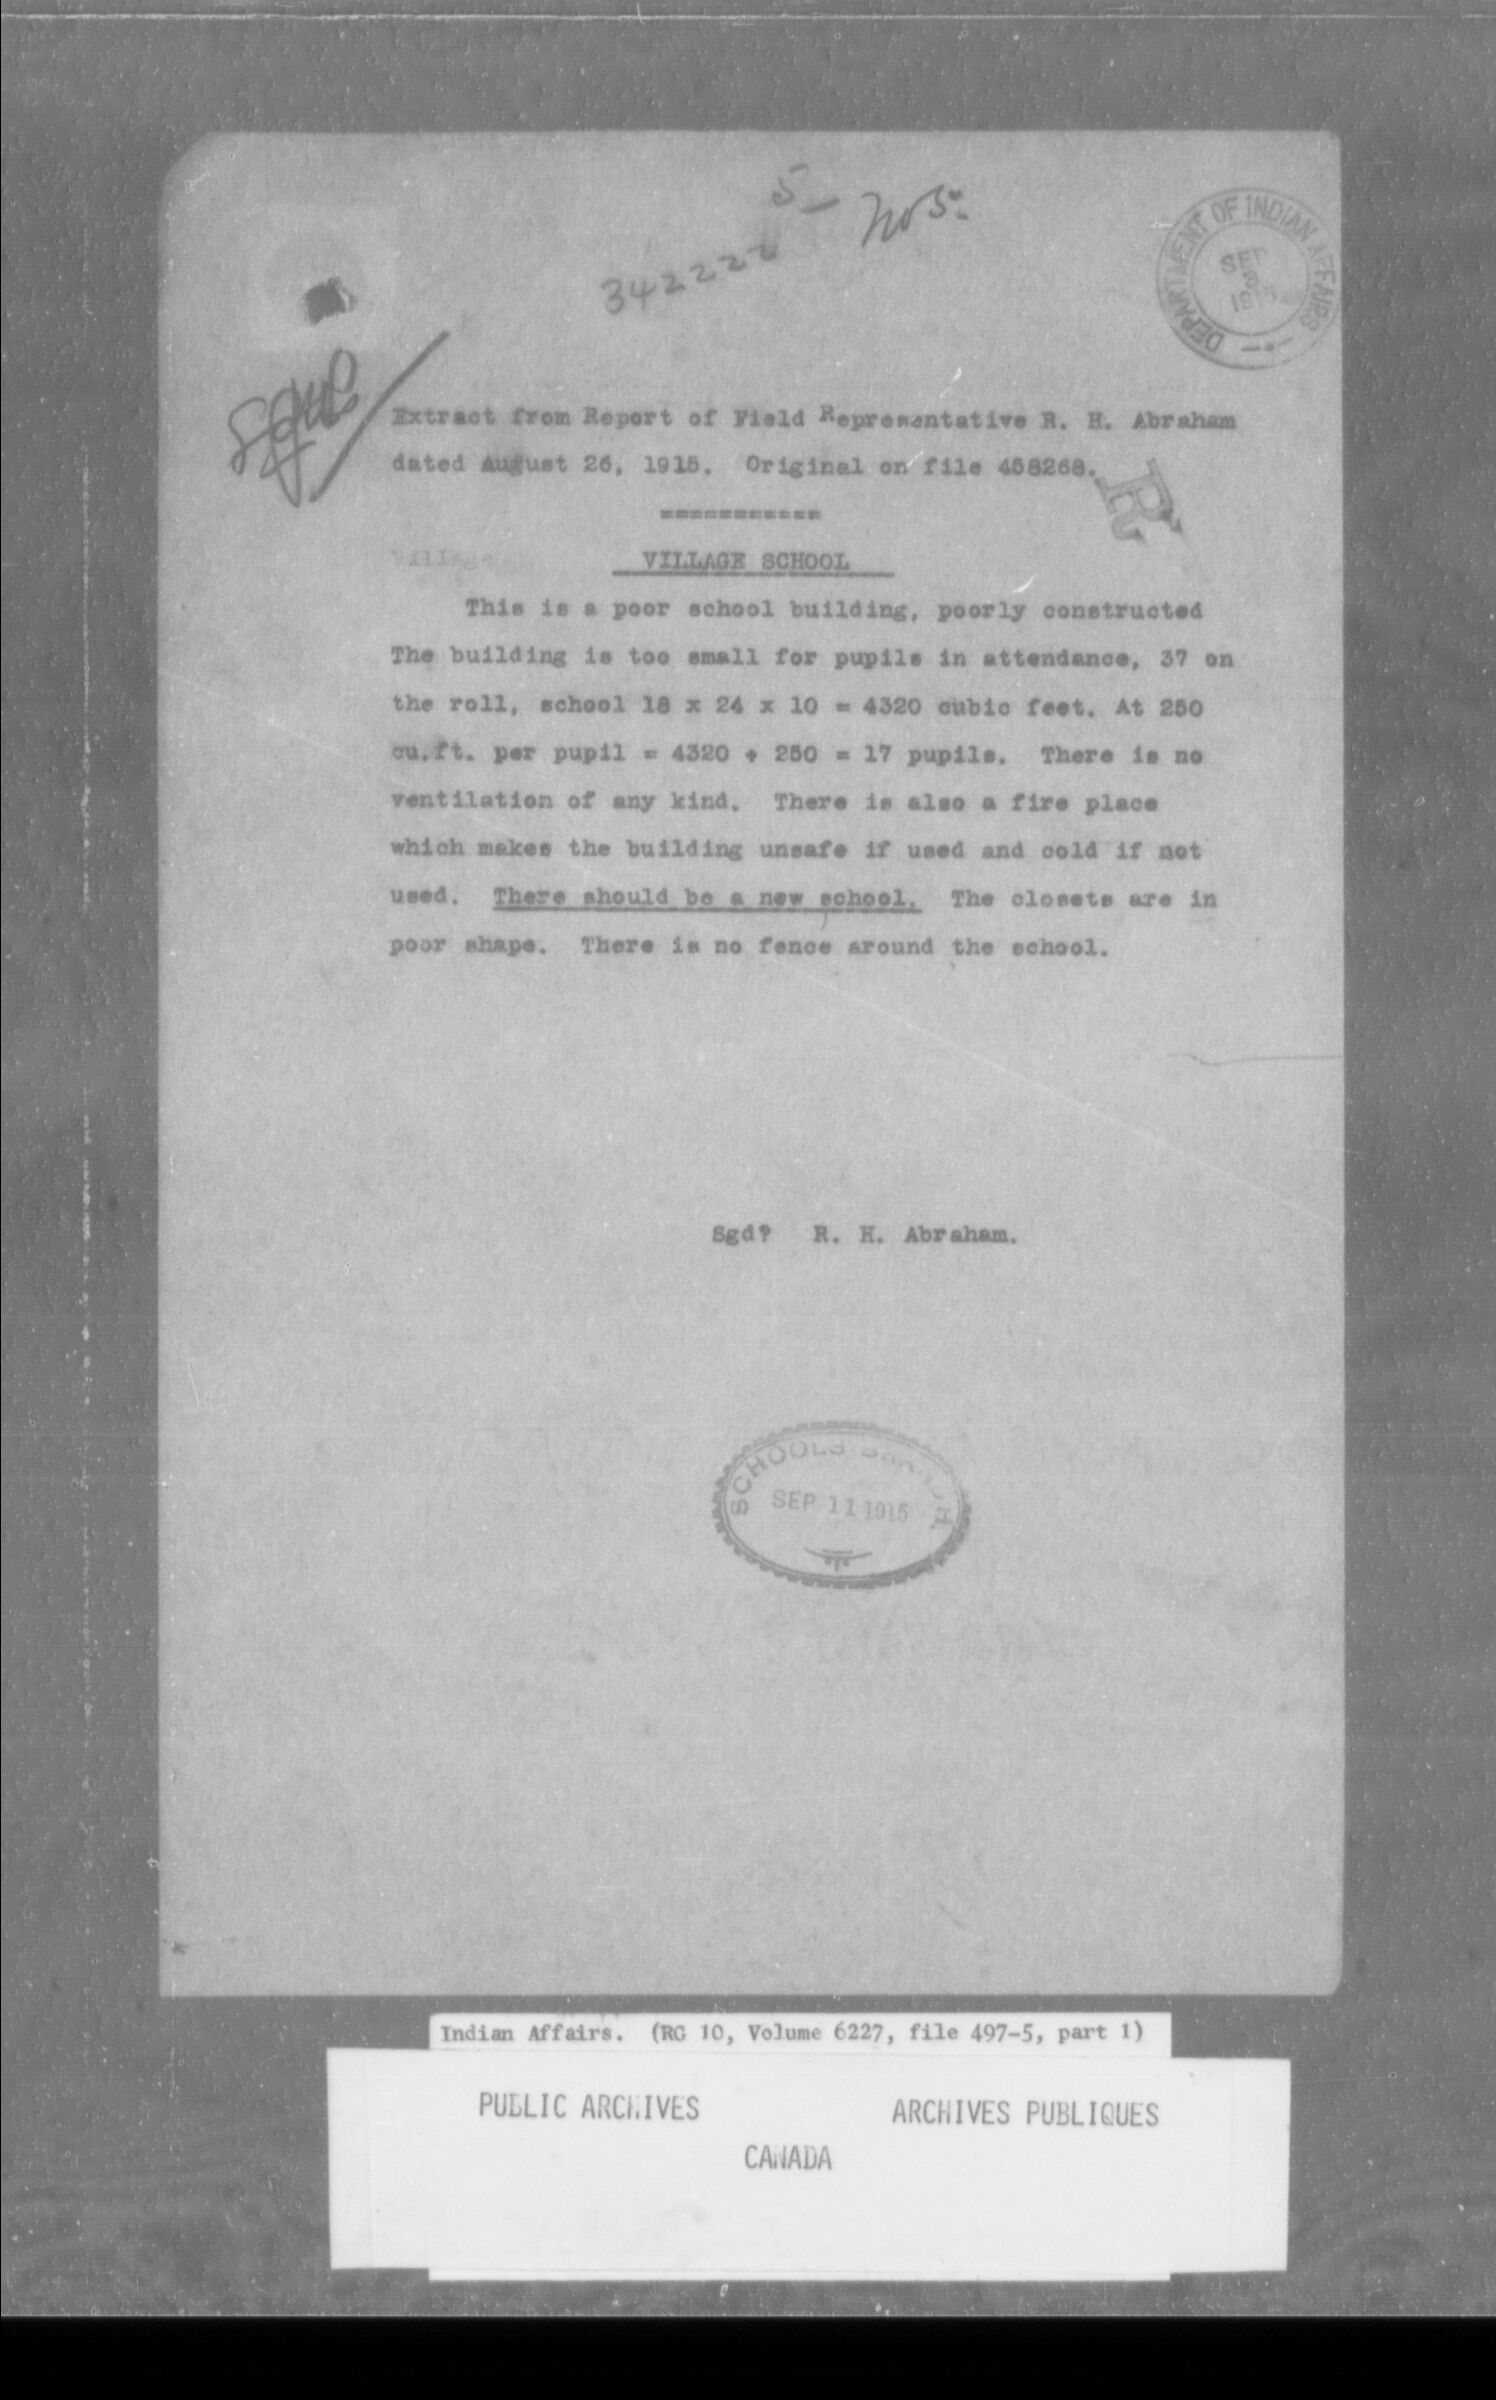 5-
No 5.
342222
DEPARTMENT OF INDIAN AFFAIRS
SEP
1915
Extract from Report of Field Representative R. H. Abraham
dated August 26, 1915. Original on file 458268.
R
===========
Village
VILLAGE SCHOOL
This is a poor school building, poorly constructed
The building is too small for pupils in attendance, 37 on
the roll, school 18 x 24 x 10 = 4320 cubic feet. At 250
cu.ft. per pupil = 4320 ÷ 250 = 17 pupils. There is no
ventilation of any kind. There is also a fire place
which makes the building unsafe if used and cold if not
used. There should be a new school. The closets are in
poor shape. There is no fence around the school.
Sgd? R. H. Abraham.
SCHOOLS BRANCH
SEP 11 1915
Indian Affairs. (RG 10, Volume 6227, file 497-5, part 1)
PUBLIC ARCHIVES ARCHIVES PUBLIQUES
CANADA